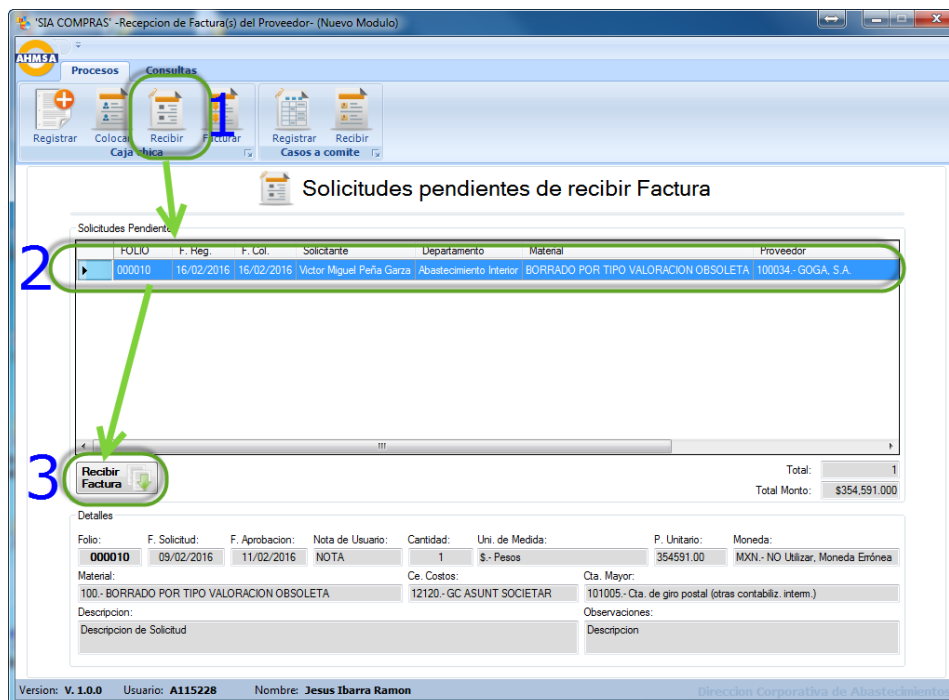 'SIA COMPRAS' -Recepcion de Factura(s) del Proveedor- (Nuevo Modulo)
AHMSA
Procesos Consultas
1
Registrar Colocar Recibir Facturar Registrar Recibir
Caja chica Casos a comite
Solicitudes pendientes de recibir Factura
Solicitudes Pendientes
2
FOLIO F. Reg. F. Col. Solicitante Departamento Material Proveedor
000010 16/02/2016 16/02/2016 Victor Miguel Peña Garza Abastecimiento Interior BORRADO POR TIPO VALORACION OBSOLETA 100034.- GOGA, S.A.
3
Recibir
Factura
Total: 1
Total Monto: $354,591.000
Detalles
Folio: F. Solicitud: F. Aprobacion: Nota de Usuario: Cantidad: Uni. de Medida: P. Unitario: Moneda:
000010 09/02/2016 11/02/2016 NOTA 1 $.- Pesos 354591.00 MXN.- NO Utilizar, Moneda Errónea
Material: Ce. Costos: Cta. Mayor:
100.- BORRADO POR TIPO VALORACION OBSOLETA 12120.- GC ASUNT SOCIETAR 101005.- Cta. de giro postal (otras contabiliz. interm.)
Descripcion: Observaciones:
Descripcion de Solicitud Descripcion
Version: V. 1.0.0 Usuario: A115228 Nombre: Jesus Ibarra Ramon Direccion Corporativa de Abastecimientos